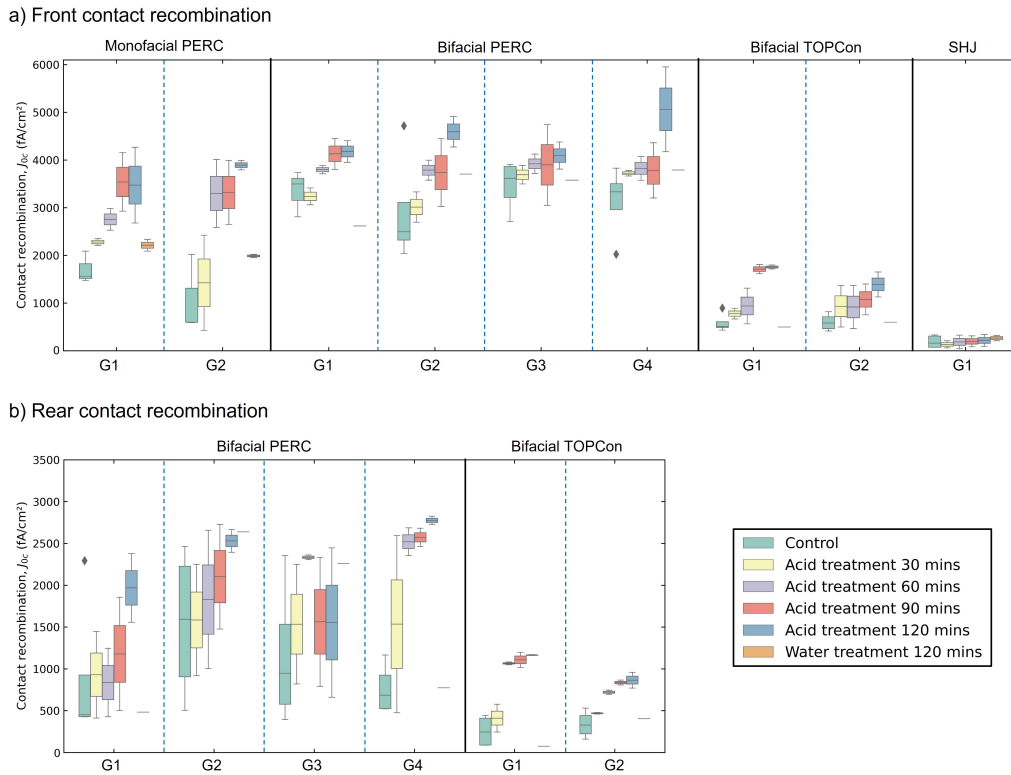 a) Front contact recombination
Monofacial PERC Bifacial PERC Bifacial TOPCon SHJ
Contact recombination, J0c (fA/cm²)
6000
5000
4000
3000
2000
1000
0
G1 G2 G1 G2 G3 G4 G1 G2 G1
b) Rear contact recombination
Bifacial PERC Bifacial TOPCon
Contact recombination, J0c (fA/cm²)
3500
3000
2500
2000
1500
1000
500
0
G1 G2 G3 G4 G1 G2
Control
Acid treatment 30 mins
Acid treatment 60 mins
Acid treatment 90 mins
Acid treatment 120 mins
Water treatment 120 mins